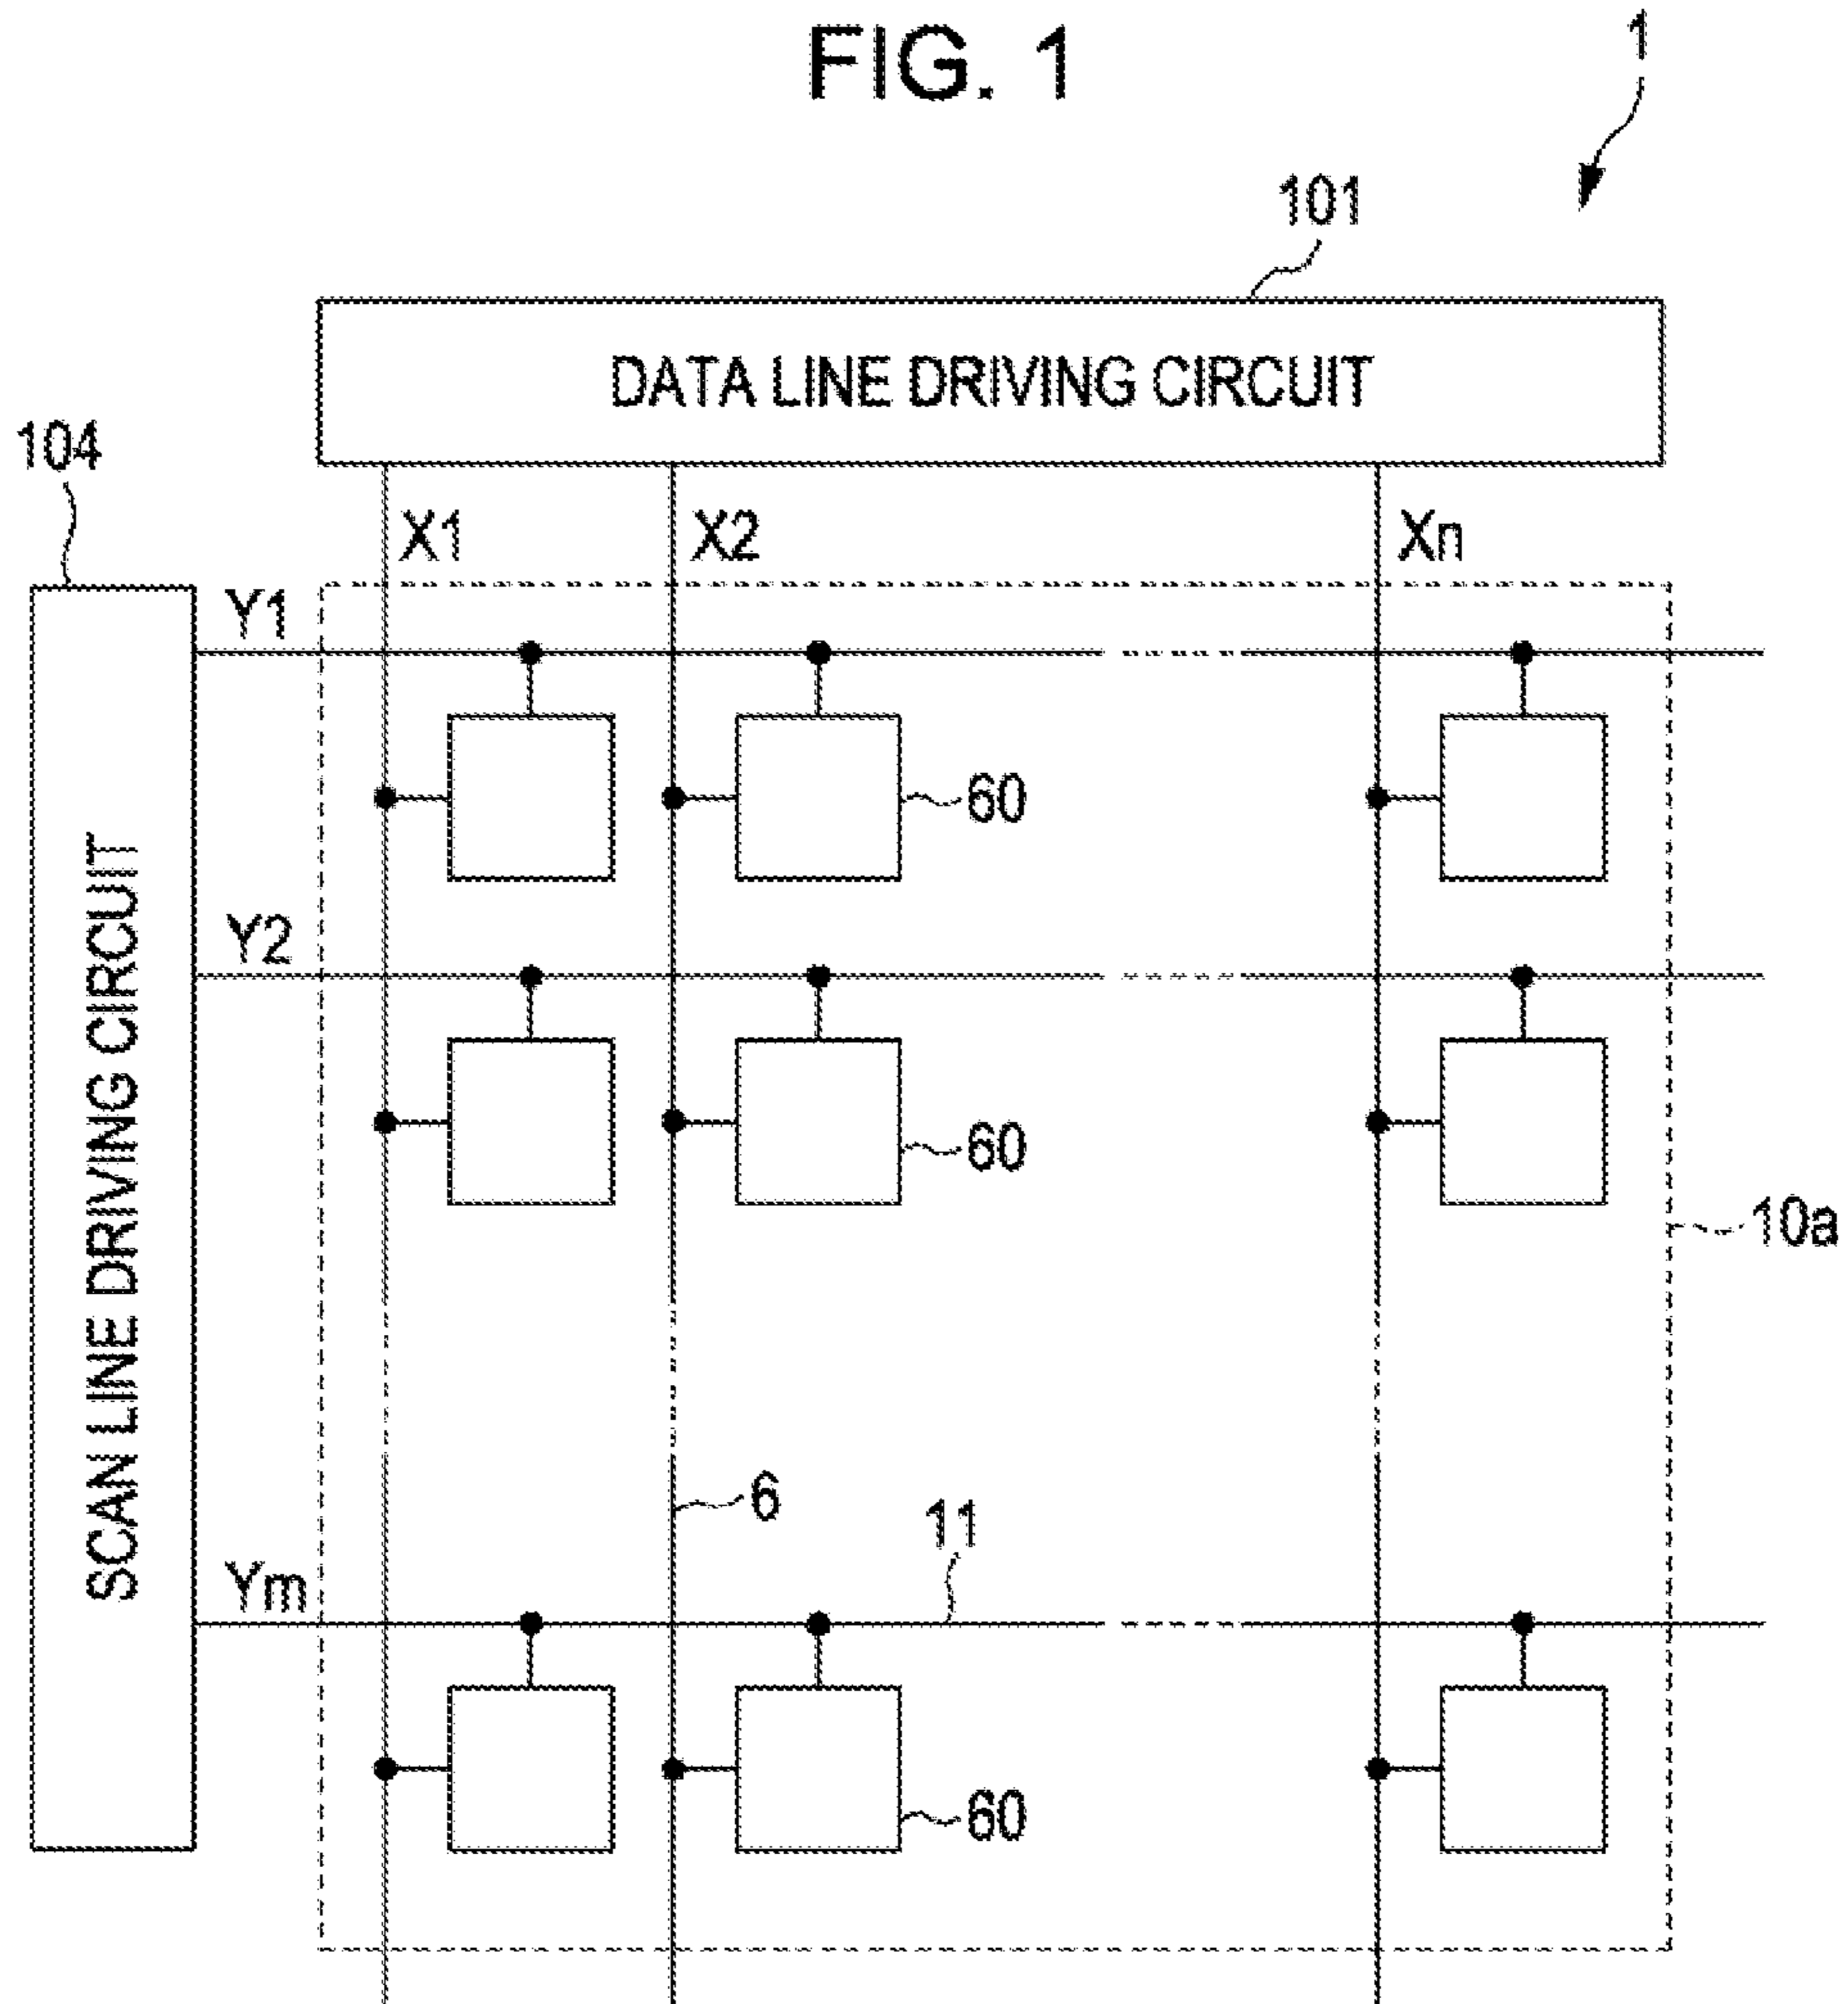 FIG. 1
1
101
DATA LINE DRIVING CIRCUIT
104
X1
X2
Xn
Y1
60
SCAN LINE DRIVING CIRCUIT
Y2
60
10a
6
11
Ym
60